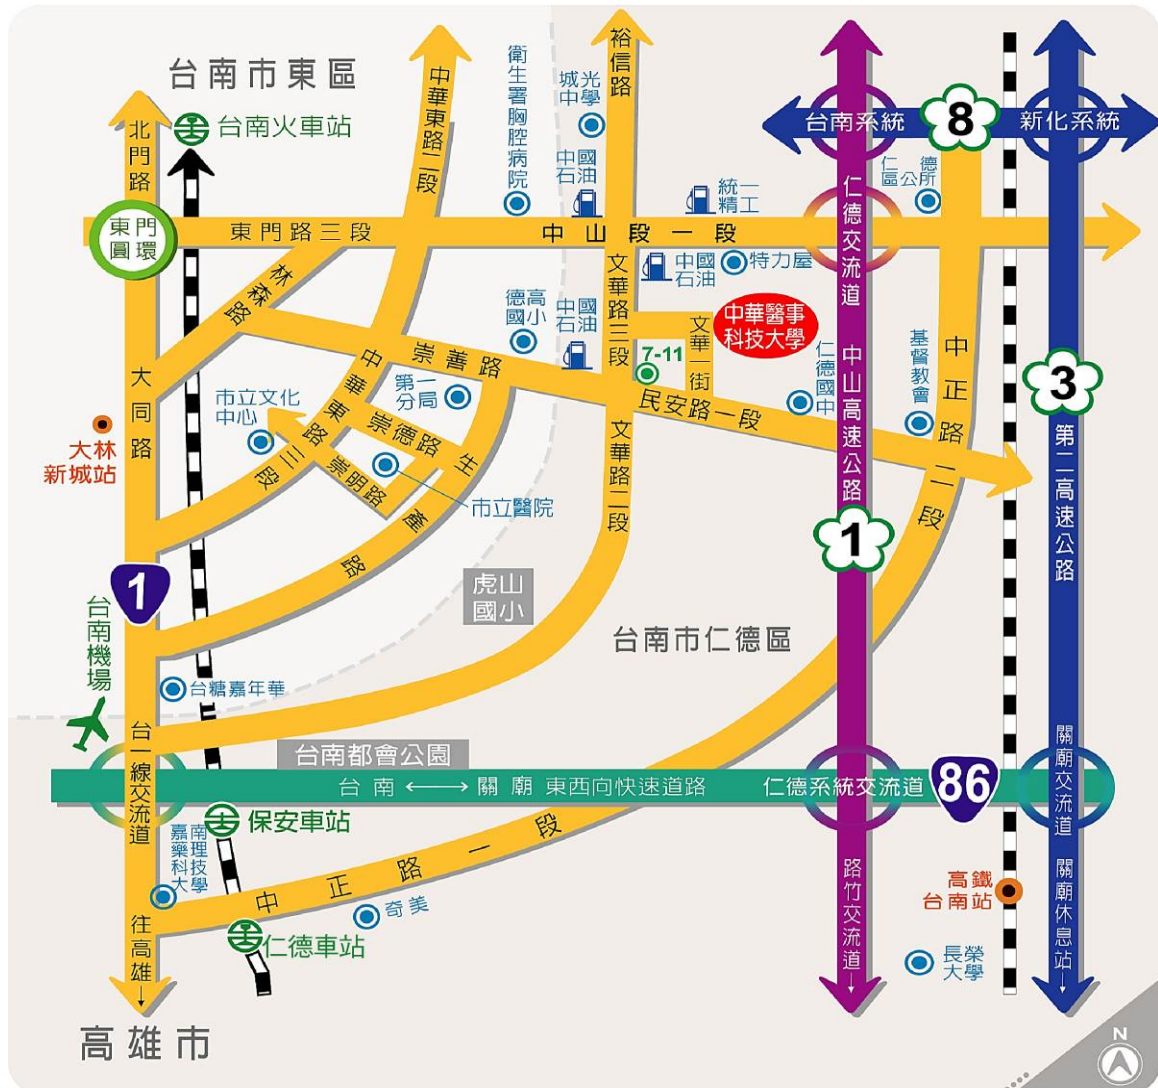 台南市東區
台南火車站
北門路
東門
圓環
東門路三段
中華東路二段
衛生署胸腔病院
城光
中學
中國
石油
裕信路
統一
精工
中山段一段
中國
石油
特力屋
台南系統
8
新化系統
仁德
區公所
仁德交流道
林森路
德高
國小
中國
石油
文華路三段
7-11
文華一街
中華醫事
科技大學
大同路
崇善路
中華東路三段
第一
分局
市立文化
中心
崇德路
崇明路
市立醫院
生產路
民安路一段
仁德
國中
基督教會
中正路二段
中山高速公路
1
3
第二高速公路
大林
新城站
1
文華路二段
虎山
國小
台南市仁德區
台南機場
台糖嘉年華
台南都會公園
台一線交流道
台南 ←→ 關廟 東西向快速道路
仁德系統交流道
86
關廟交流道
保安車站
嘉南
藥理
科技
大學
中正路一段
奇美
仁德車站
往高雄→
路竹交流道→
高鐵
台南站
長榮
大學
關廟休息站→
高雄市
N